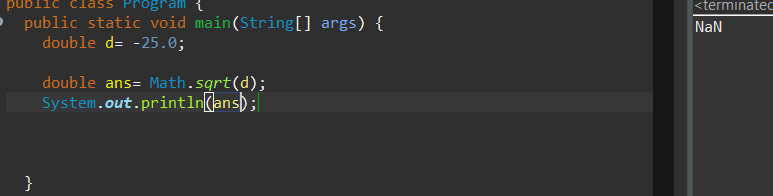 public class Program {
public static void main(String[] args) {
double d= -25.0;
double ans= Math.sqrt(d);
System.out.println(ans);
}
<terminated
NaN